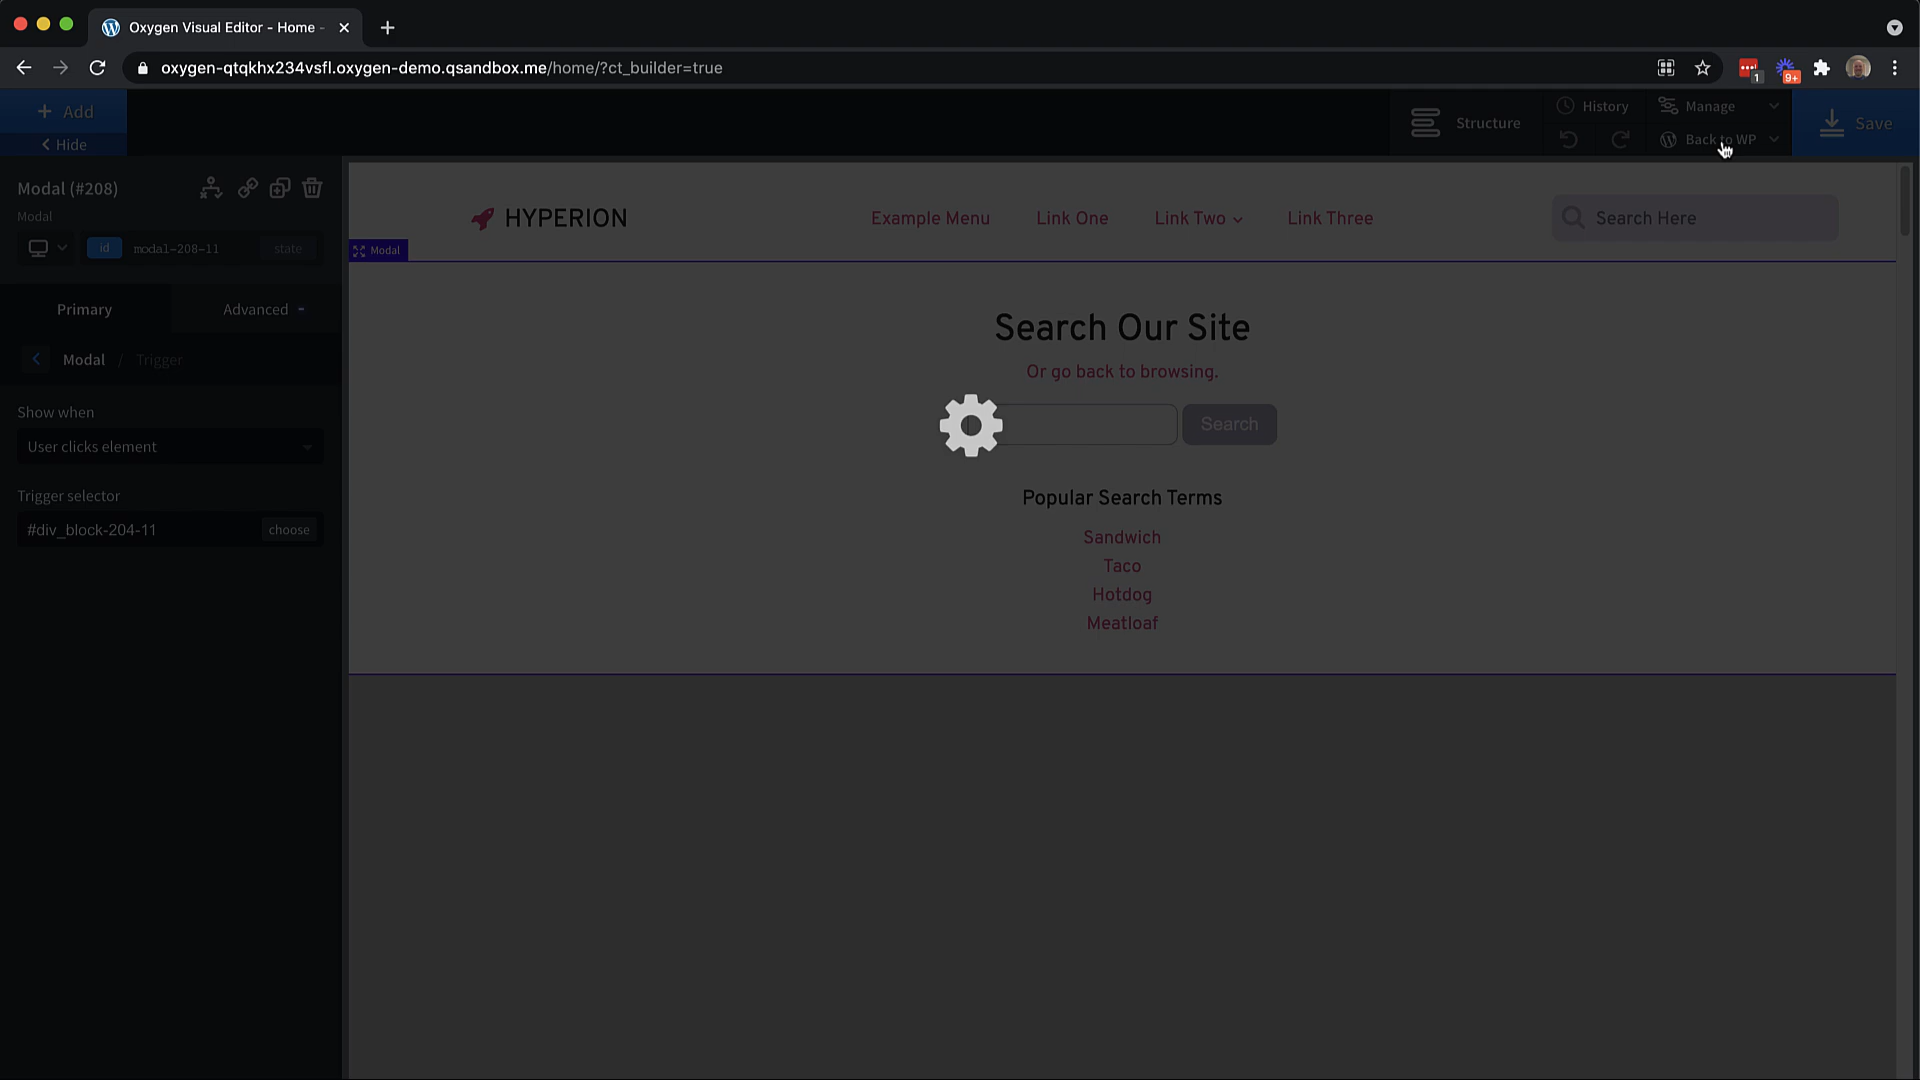 Oxygen Visual Editor - Home -
oxygen-qtqkhx234vsfl.oxygen-demo.qsandbox.me/home/?ct_builder=true
1
9+
+ Add
Hide
Structure
History
Manage
Back to WP
Save
Modal (#208)
Modal
id
modal-208-11
state
Primary
Advanced
Modal / Trigger
Show when
User clicks element
Trigger selector
#div_block-204-11
choose
HYPERION
Example Menu
Link One
Link Two
Link Three
Search Here
Modal
Search Our Site
Or go back to browsing.
Search
Popular Search Terms
Sandwich
Taco
Hotdog
Meatloaf